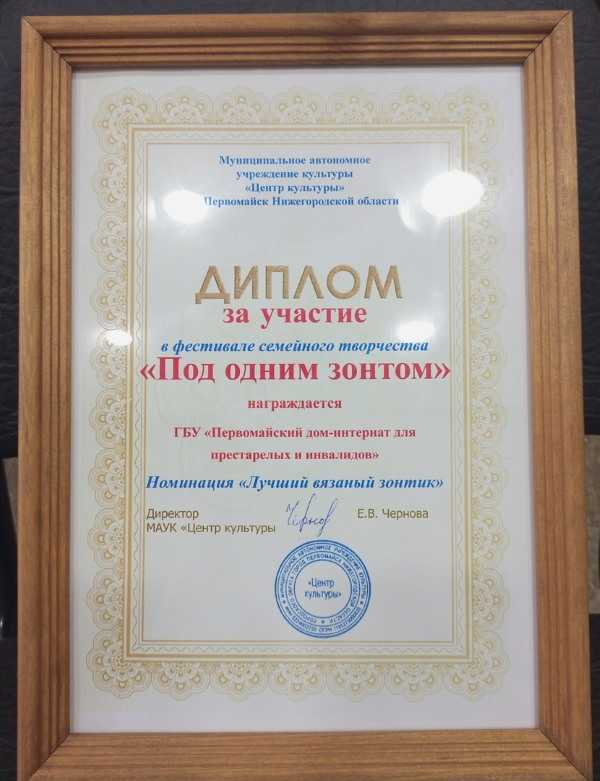 Муниципальное автономное
учреждение культуры
«Центр культуры»
Первомайск Нижегородской области
ДИПЛОМ
за участие
в фестивале семейного творчества
«Под одним зонтом»
награждается
ГБУ «Первомайский дом-интернат для
престарелых и инвалидов»
Номинация «Лучший вязаный зонтик»
Директор
МАУК «Центр культуры
Е.В. Чернова
«Центр
культуры»